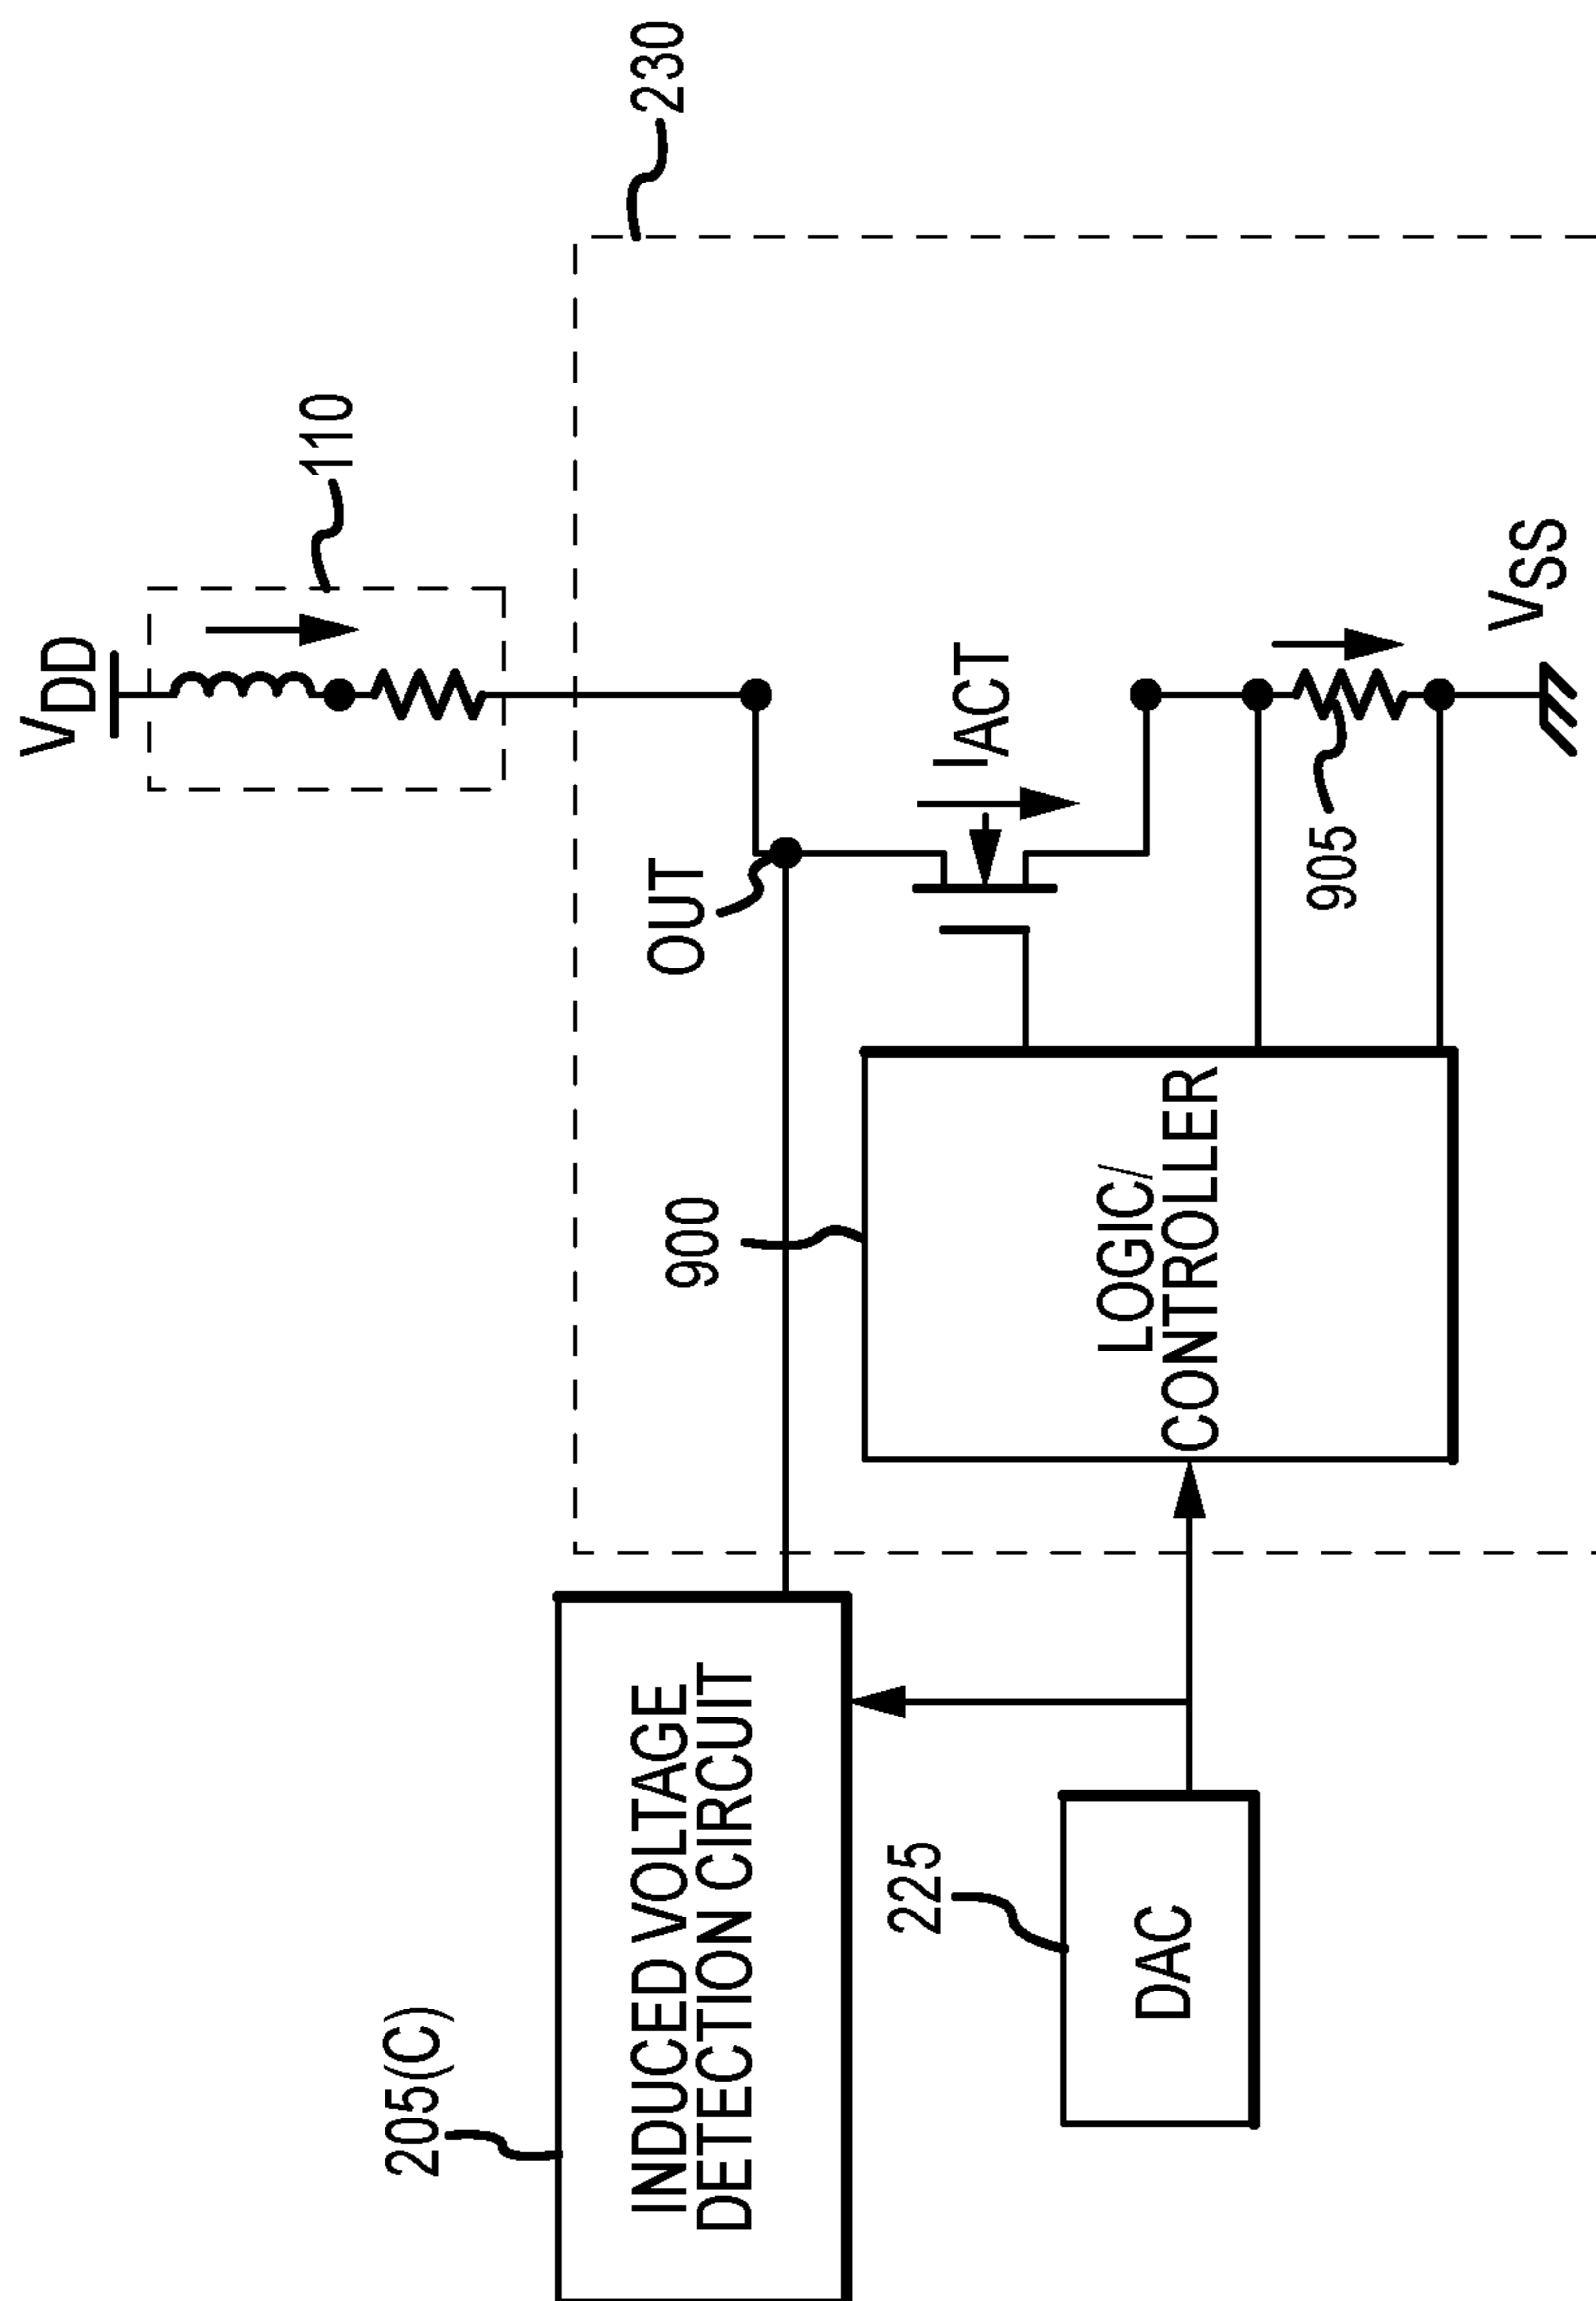 VDD
110
230
OUT
IACT
VSS
905
900
LOGIC/
CONTROLLER
205(C)
INDUCED VOLTAGE
DETECTION CIRCUIT
225
DAC